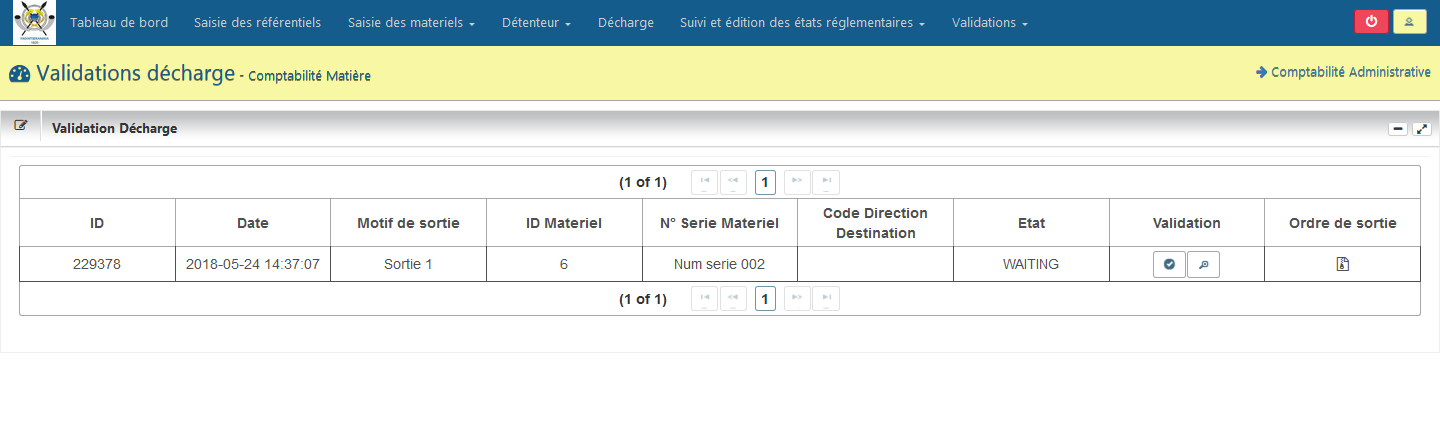 Tableau de bord Saisie des référentiels Saisie des materiels Détenteur Décharge Suivi et édition des états réglementaires Validations
Validations décharge - Comptabilité Matière Comptabilité Administrative
Validation Décharge
(1 of 1) 1
ID Date Motif de sortie ID Materiel N° Serie Materiel Code Direction Destination Etat Validation Ordre de sortie
229378 2018-05-24 14:37:07 Sortie 1 6 Num serie 002 WAITING
(1 of 1) 1